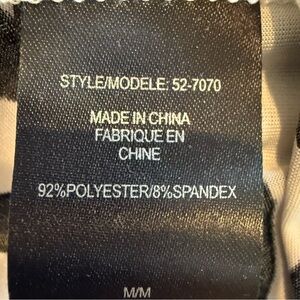 STYLE/MODELE: 52-7070
MADE IN CHINA
FABRIQUE EN
CHINE
92%POLYESTER/8%SPANDEX
M/M